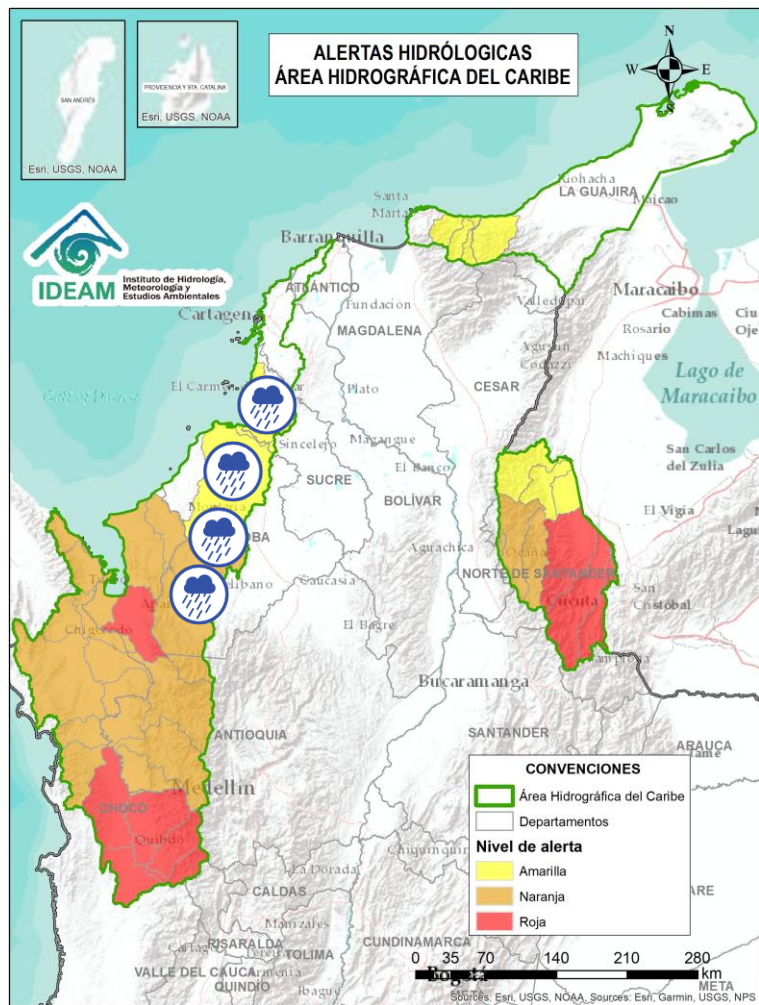 ALERTAS HIDRÓLOGICAS
ÁREA HIDROGRÁFICA DEL CARIBE
N
W
E
S
SAN ANDRÉS
Esri, USGS, NOAA
PROVIDENCIA Y STA. CATALINA
Esri, USGS, NOAA
IDEAM
Instituto de Hidrología,
Meteorología y
Estudios Ambientales
Riohacha
LA GUAJIRA
Maicao
Santa
Marta
Barranquilla
ATLÁNTICO
Fundación
Cartagena
MAGDALENA
Valledupar
Maracaibo
Cabimas
Ciu
Oje
Rosario
Machiques
Agustín
Codazzi
Lago de
Maracaibo
El Carmen
Plato
CESAR
Sincelejo
Magangue
El Banco
SUCRE
BOLÍVAR
San Carlos
del Zulia
El Vigía
Aguachica
Ocaña
NORTE DE SANTANDER
Cúcuta
San
Cristóbal
Caucasia
El Bagre
Chigorodó
Pamplona
Bucaramanga
ANTIOQUIA
SANTANDER
ARAUCA
Medellín
CHOCÓ
Quibdó
La Dorada
CALDAS
Manizales
RISARALDA
TOLIMA
CUNDINAMARCA
VALLE DEL CAUCA
Armenia
QUINDÍO
Ibagué
Bogotá
META
CONVENCIONES
Área Hidrográfica del Caribe
Departamentos
Nivel de alerta
Amarilla
Naranja
Roja
0 35 70 140 210 280
km
Sources: Esri, USGS, NOAA, Sources: Esri, Garmin, USGS, NPS